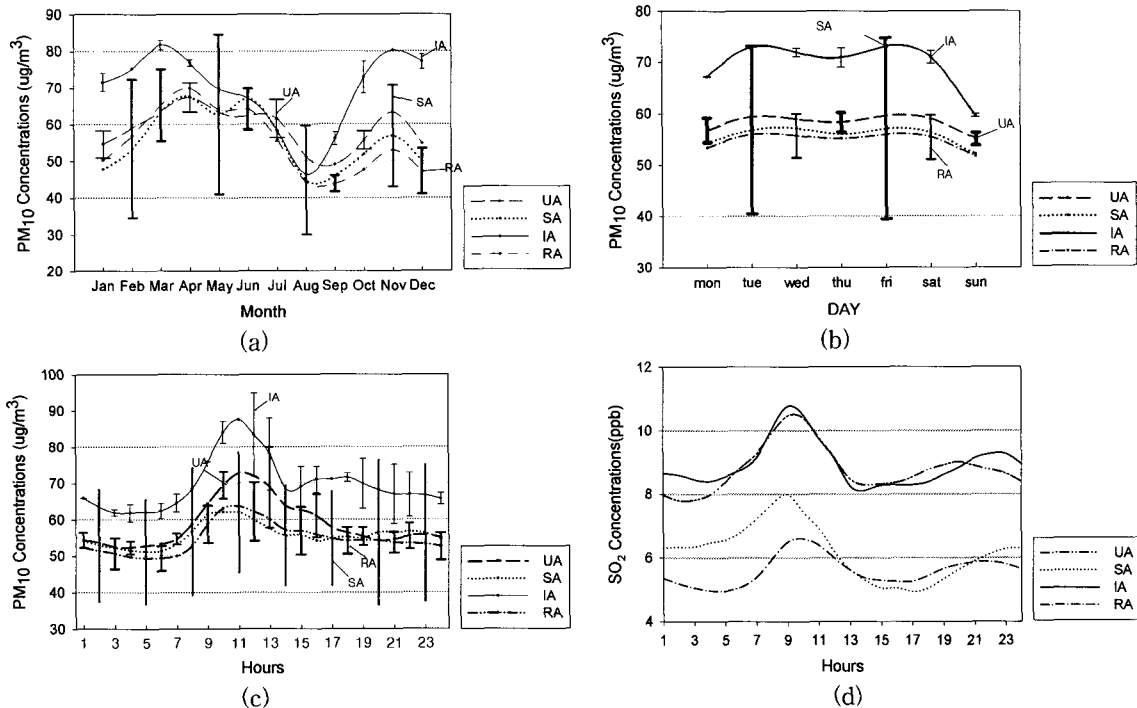 PM10 Concentrations (ug/m3)
90
80
70
60
50
40
30
20
IA
UA
SA
RA
Jan Feb Mar Apr May Jun Jul Aug Sep Oct Nov Dec
Month
UA
SA
IA
RA
(a)
PM10 Concentrations (ug/m3)
80
70
60
50
40
30
SA
IA
UA
RA
mon tue wed thu fri sat sun
DAY
UA
SA
IA
RA
(b)
PM10 Concentrations (ug/m3)
100
90
80
70
60
50
40
30
IA
UA
RA
SA
1 3 5 7 9 11 13 15 17 19 21 23
Hours
UA
SA
IA
RA
(c)
SO2 Concentrations(ppb)
12
10
8
6
4
1 3 5 7 9 11 13 15 17 19 21 23
Hours
UA
SA
IA
RA
(d)